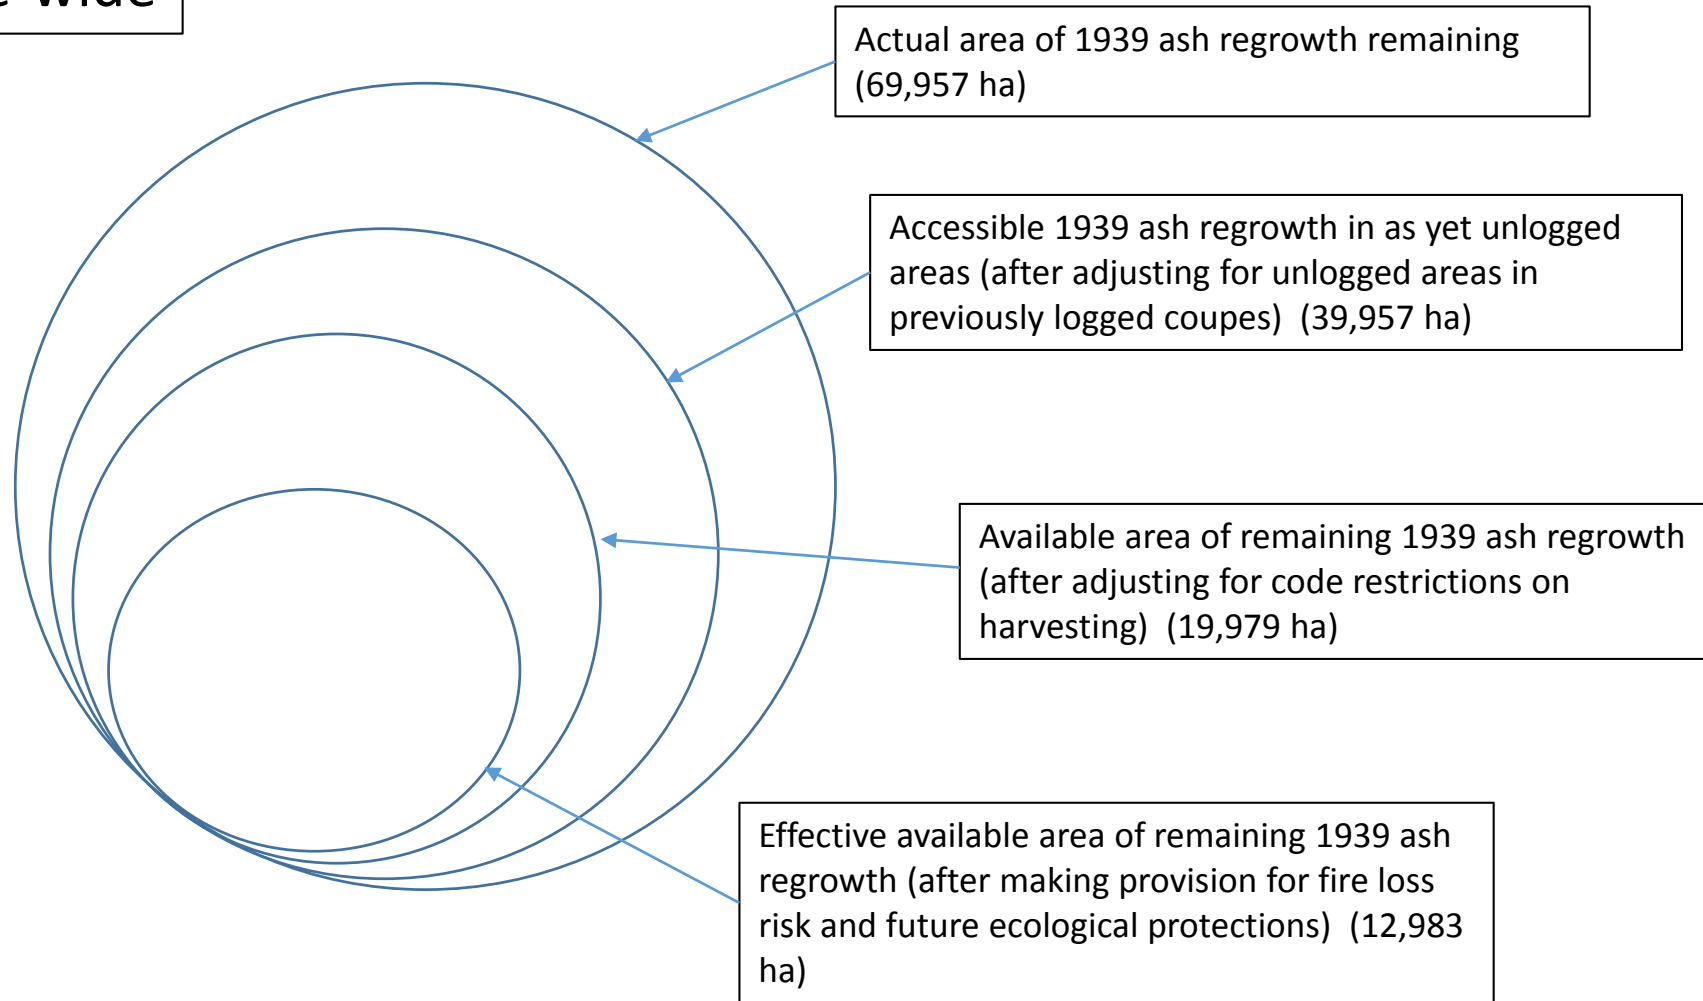 wide
Actual area of 1939 ash regrowth remaining
(69,957 ha)
Accessible 1939 ash regrowth in as yet unlogged
areas (after adjusting for unlogged areas in
previously logged coupes)  (39,957 ha)
Available area of remaining 1939 ash regrowth
(after adjusting for code restrictions on
harvesting)  (19,979 ha)
Effective available area of remaining 1939 ash
regrowth (after making provision for fire loss
risk and future ecological protections)  (12,983
ha)